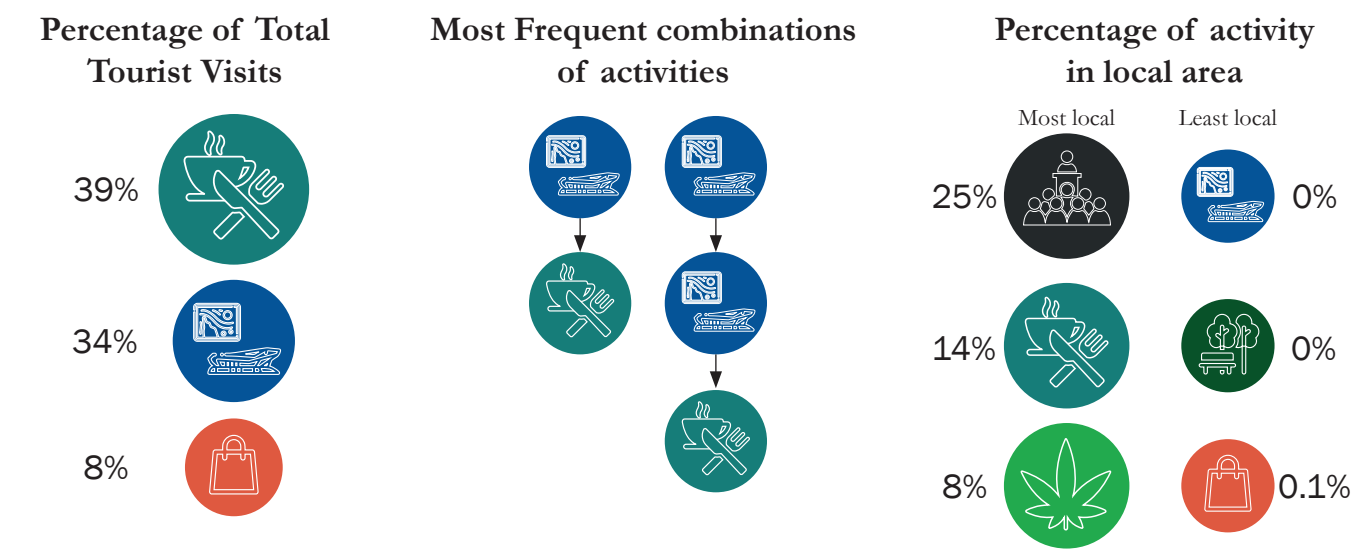 Percentage of Total
Tourist Visits
39%
34%
8%
Most Frequent combinations
of activities
Percentage of activity
in local area
Most local
Least local
25%
0%
14%
0%
8%
0.1%